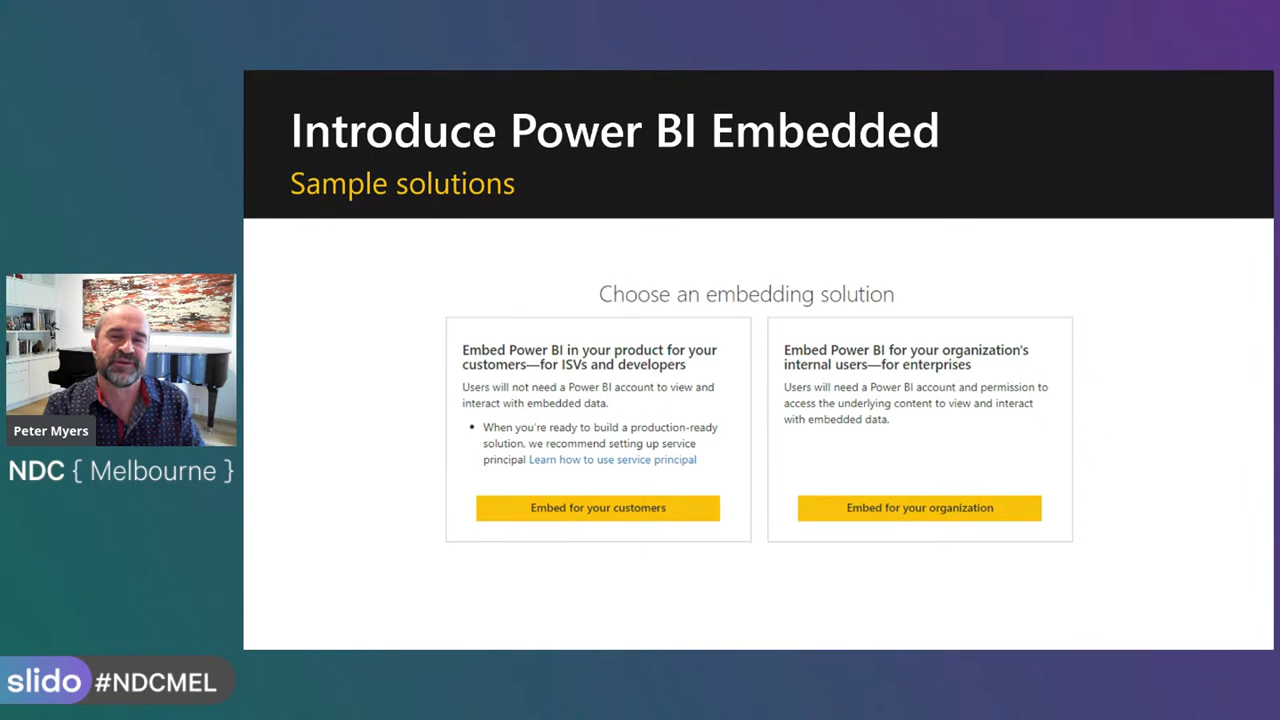 Introduce Power BI Embedded
Sample solutions
Choose an embedding solution
Embed Power BI in your product for your
customers—for ISVs and developers
Users will not need a Power BI account to view and
interact with embedded data.
• When you're ready to build a production-ready
solution, we recommend setting up service
principal Learn how to use service principal
Embed for your customers
Embed Power BI for your organization's
internal users—for enterprises
Users will need a Power BI account and permission to
access the underlying content to view and interact
with embedded data.
Embed for your organization
Peter Myers
NDC { Melbourne }
slido #NDCMEL